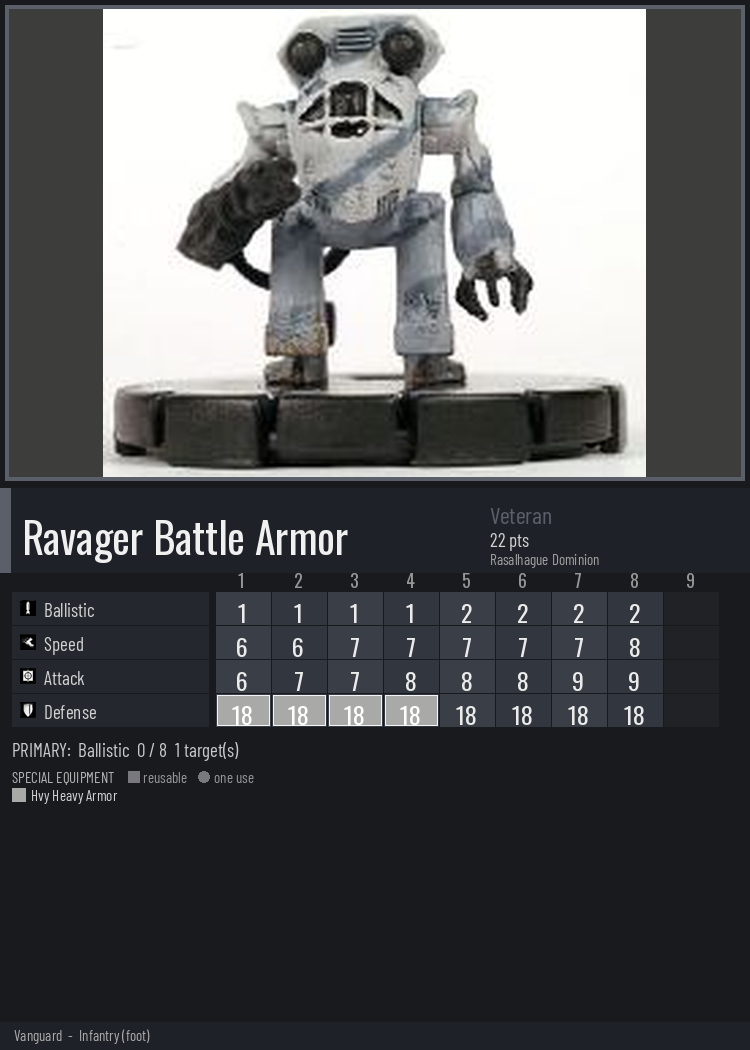 Ravager Battle Armor
Veteran
22 pts
Rasalhague Dominion
1 2 3 4 5 6 7 8 9
Ballistic 1 1 1 1 2 2 2 2
Speed 6 6 7 7 7 7 7 8
Attack 6 7 7 8 8 8 9 9
Defense 18 18 18 18 18 18 18 18
PRIMARY: Ballistic 0 / 8 1 target(s)
SPECIAL EQUIPMENT reusable one use
Hvy Heavy Armor
Vanguard - Infantry (foot)